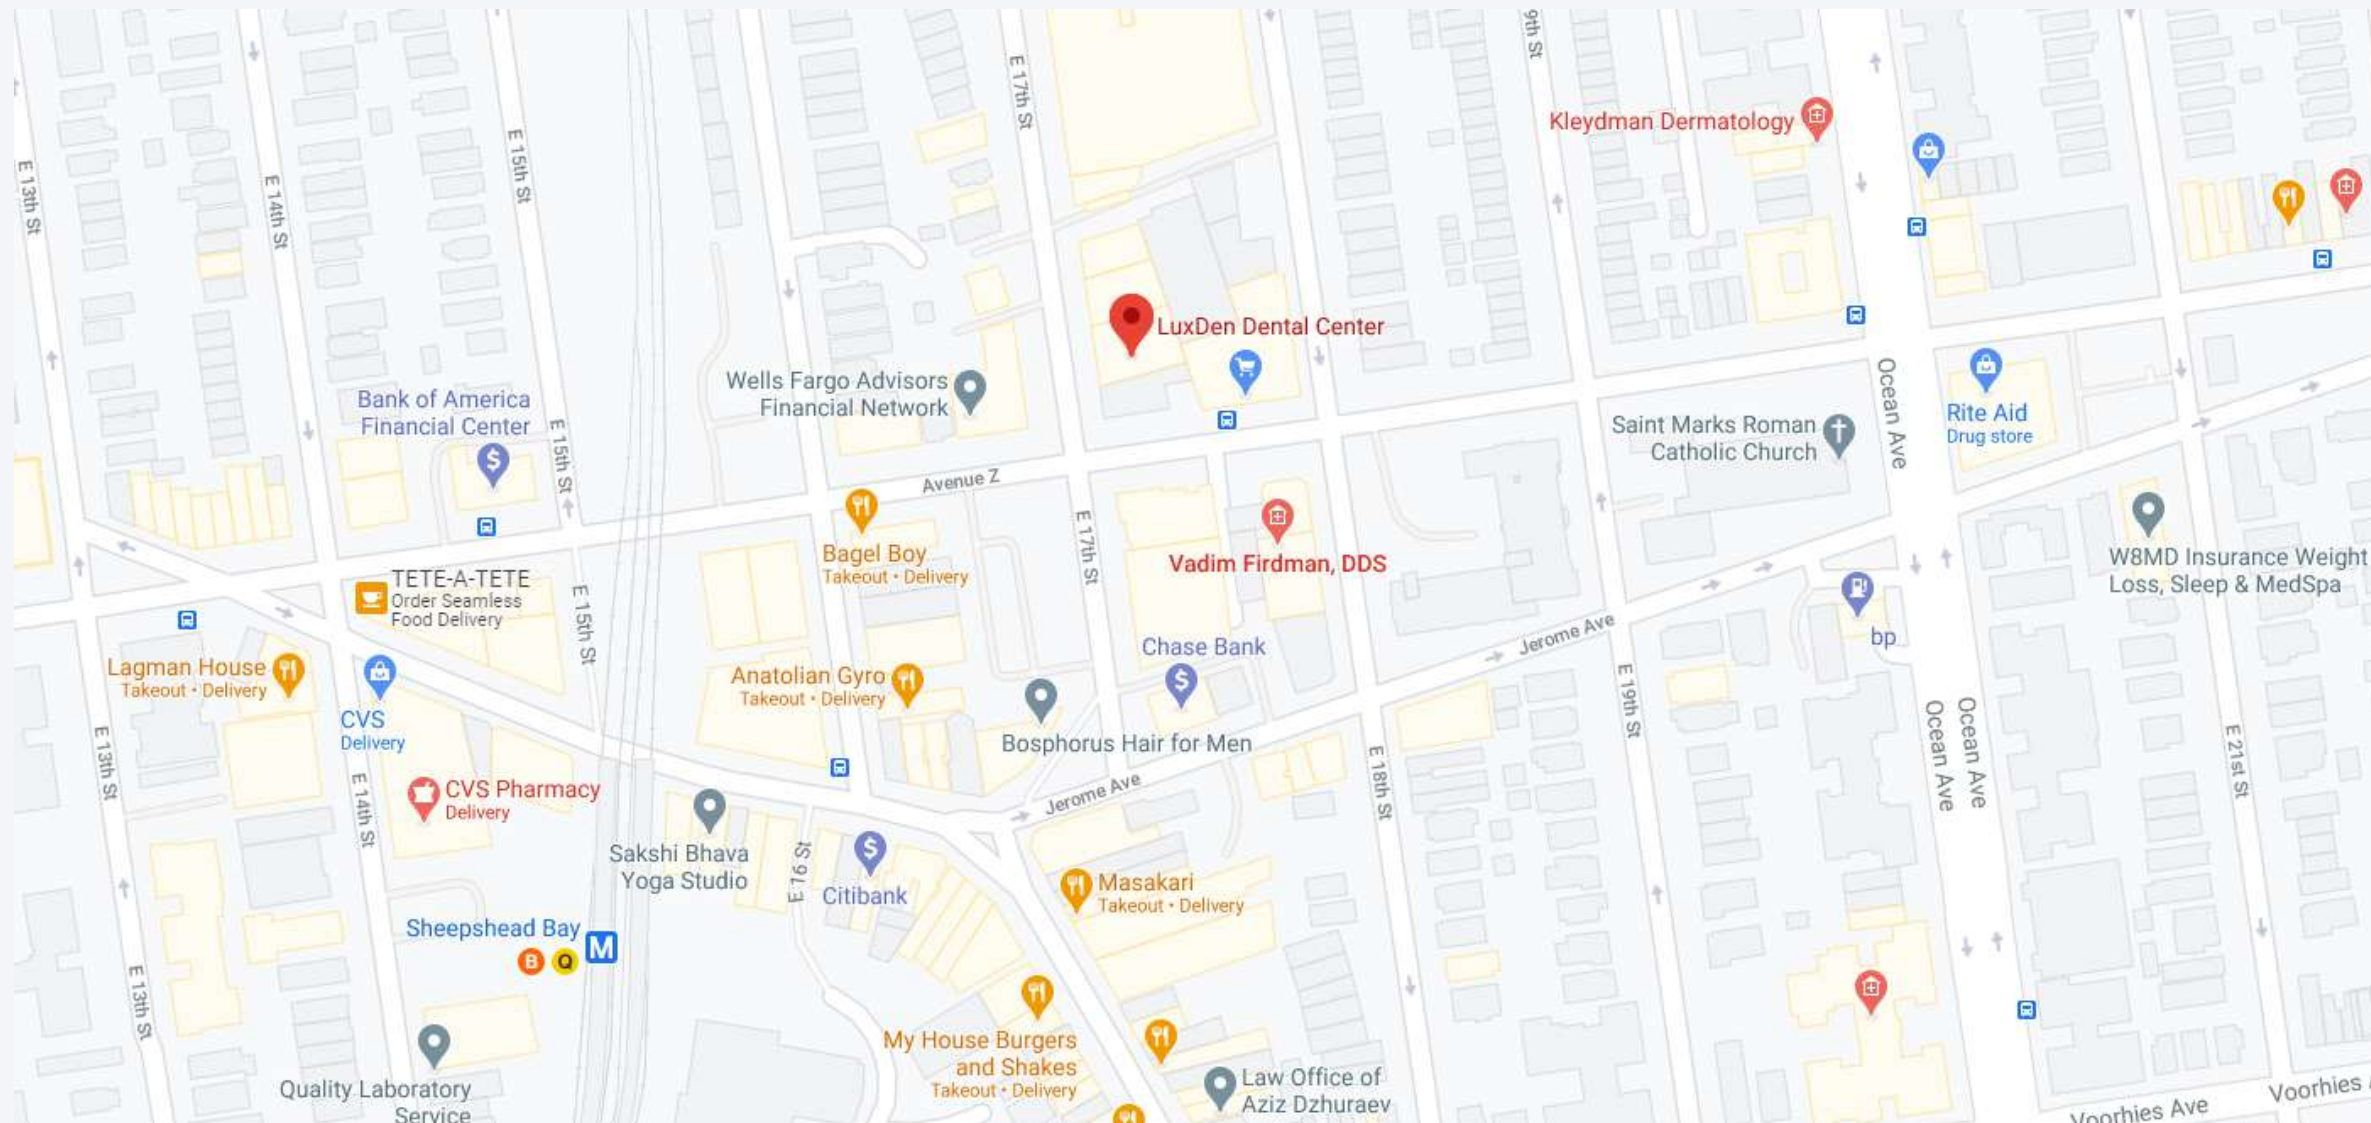 E 17th St
9th St
Kleydman Dermatology
E 13th St
E 14th St
E 15th St
LuxDen Dental Center
Wells Fargo Advisors
Financial Network
Bank of America
Financial Center
E 15th St
Ocean Ave
Saint Marks Roman
Catholic Church
Rite Aid
Drug store
Avenue Z
E 17th St
Bagel Boy
Takeout • Delivery
Vadim Firdman, DDS
W8MD Insurance Weight
Loss, Sleep & MedSpa
TETE-A-TETE
Order Seamless
Food Delivery
E 15th St
Jerome Ave
bp
Chase Bank
Lagman House
Takeout • Delivery
Anatolian Gyro
Takeout • Delivery
E 19th St
CVS
Delivery
Bosphorus Hair for Men
Ocean Ave
Ocean Ave
E 13th St
E 14th St
E 18th St
E 21st St
Jerome Ave
CVS Pharmacy
Delivery
Sakshi Bhava
Yoga Studio
E 16 St
Citibank
Masakari
Takeout • Delivery
Sheepshead Bay
M
B Q
E 13th St
My House Burgers
and Shakes
Takeout • Delivery
Quality Laboratory
Service
Law Office of
Aziz Dzhuraev
Voorhies Ave
Voorhies